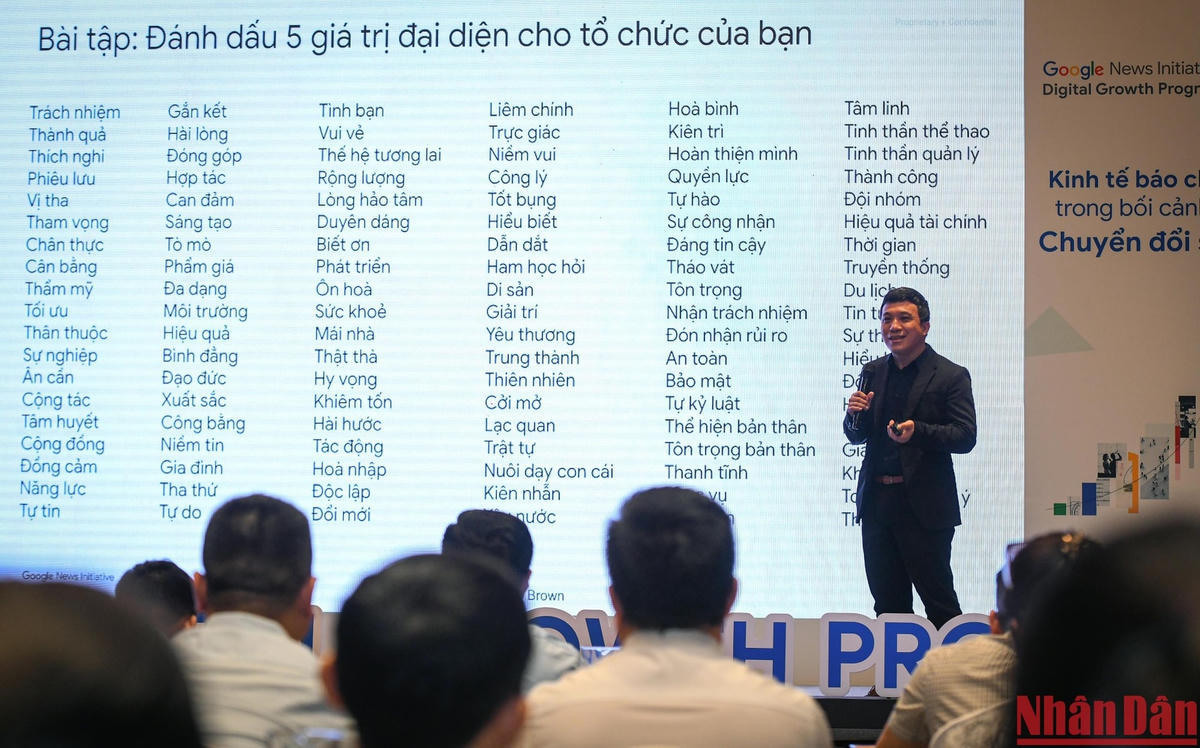 Proprietary + Confidential
Bài tập: Đánh dấu 5 giá trị đại diện cho tổ chức của bạn
Trách nhiệm
Thành quả
Thích nghi
Phiêu lưu
Vị tha
Tham vọng
Chân thực
Cân bằng
Thẩm mỹ
Tối ưu
Thân thuộc
Sự nghiệp
Ân cần
Cộng tác
Tâm huyết
Cộng đồng
Đồng cảm
Năng lực
Tự tin
Gắn kết
Hài lòng
Đóng góp
Hợp tác
Can đảm
Sáng tạo
Tò mò
Phẩm giá
Đa dạng
Môi trường
Hiệu quả
Bình đẳng
Đạo đức
Xuất sắc
Công bằng
Niềm tin
Gia đình
Tha thứ
Tự do
Tình bạn
Vui vẻ
Thế hệ tương lai
Rộng lượng
Lòng hảo tâm
Duyên dáng
Biết ơn
Phát triển
Ôn hoà
Sức khoẻ
Mái nhà
Thật thà
Hy vọng
Khiêm tốn
Hài hước
Tác động
Hoà nhập
Độc lập
Đổi mới
Liêm chính
Trực giác
Niềm vui
Công lý
Tốt bụng
Hiểu biết
Dẫn dắt
Ham học hỏi
Di sản
Giải trí
Yêu thương
Trung thành
Thiên nhiên
Cởi mở
Lạc quan
Trật tự
Nuôi dạy con cái
Kiên nhẫn
nước
Hoà bình
Kiên trì
Hoàn thiện mình
Quyền lực
Tự hào
Sự công nhận
Đáng tin cậy
Tháo vát
Tôn trọng
Nhận trách nhiệm
Đón nhận rủi ro
An toàn
Bảo mật
Tự kỷ luật
Thể hiện bản thân
Tôn trọng bản thân
Thanh tĩnh
vụ
Tâm linh
Tinh thần thể thao
Tinh thần quản lý
Thành công
Đội nhóm
Hiệu quả tài chính
Thời gian
Truyền thống
Du lịch
Tin
Sự
Google News Initiative
Brown
Google News Initiat
Digital Growth Progr
Kinh tế báo ch
trong bối cảnh
Chuyển đổi s
OWTH PRO
Nhân Dân